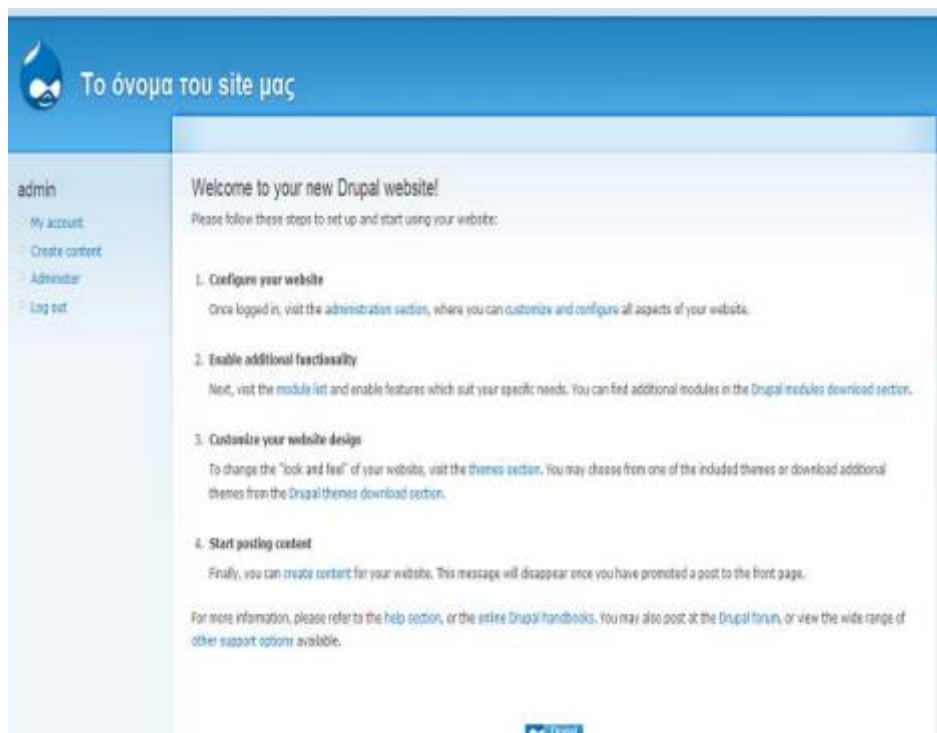 Το όνομα του site μας
admin
My account
Create content
Administer
Log out
Welcome to your new Drupal website!
Please follow these steps to set up and start using your website:
1. Configure your website
Once logged in, visit the administration section, where you can customize and configure all aspects of your website.
2. Enable additional functionality
Next, visit the module list and enable features which suit your specific needs. You can find additional modules in the Drupal modules download section.
3. Customize your website design
To change the "look and feel" of your website, visit the themes section. You may choose from one of the included themes or download additional
themes from the Drupal themes download section.
4. Start posting content
Finally, you can create content for your website. This message will disappear once you have promoted a post to the front page.
For more information, please refer to the help section, or the online Drupal handbooks. You may also post at the Drupal forum, or view the wide range of
other support options available.
Drupal